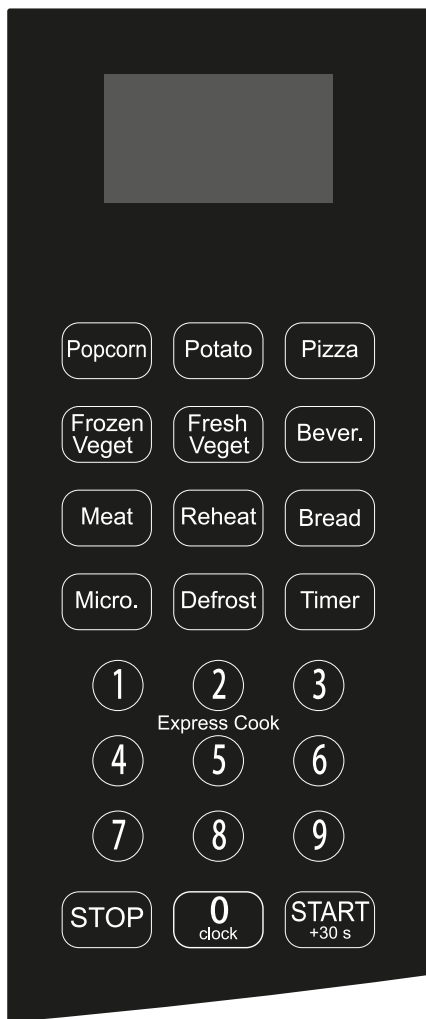 Popcorn Potato Pizza
Frozen Veget Fresh Veget Bever.
Meat Reheat Bread
Micro. Defrost Timer
1 2 3
Express Cook
4 5 6
7 8 9
STOP 0 clock START +30 s